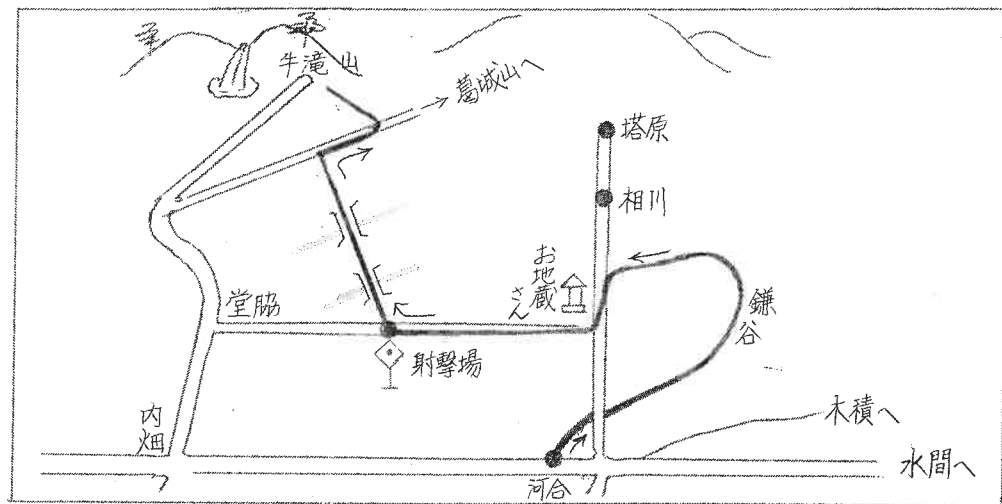 牛滝山
葛城山へ
塔原
相川
お地蔵さん
鎌谷
堂脇
射撃場
内畑
木積へ
水間へ
河合